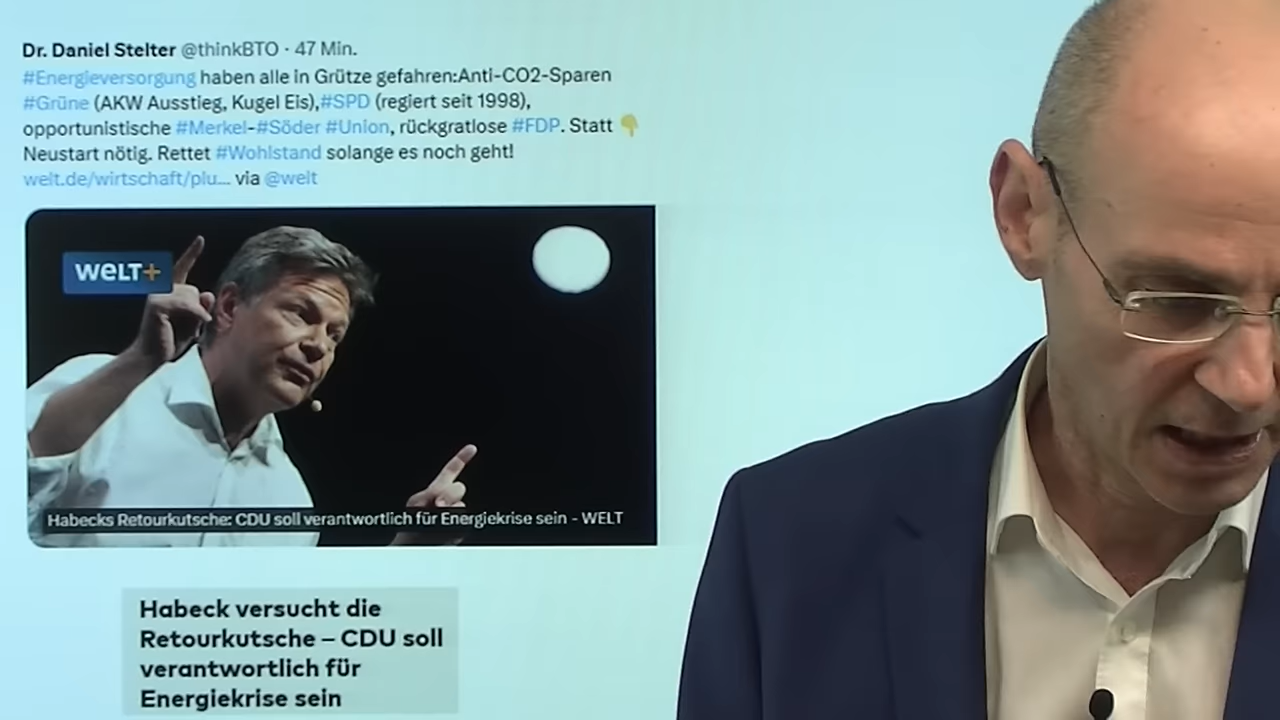 Dr. Daniel Stelter @thinkBTO · 47 Min.
#Energieversorgung haben alle in Grütze gefahren:Anti-CO2-Sparen
#Grüne (AKW Ausstieg, Kugel Eis),#SPD (regiert seit 1998),
opportunistische #Merkel-#Söder #Union, rückgratlose #FDP. Statt 👇
Neustart nötig. Rettet #Wohlstand solange es noch geht!
welt.de/wirtschaft/plu... via @welt
WELT+
Habecks Retourkutsche: CDU soll verantwortlich für Energiekrise sein - WELT
Habeck versucht die
Retourkutsche – CDU soll
verantwortlich für
Energiekrise sein